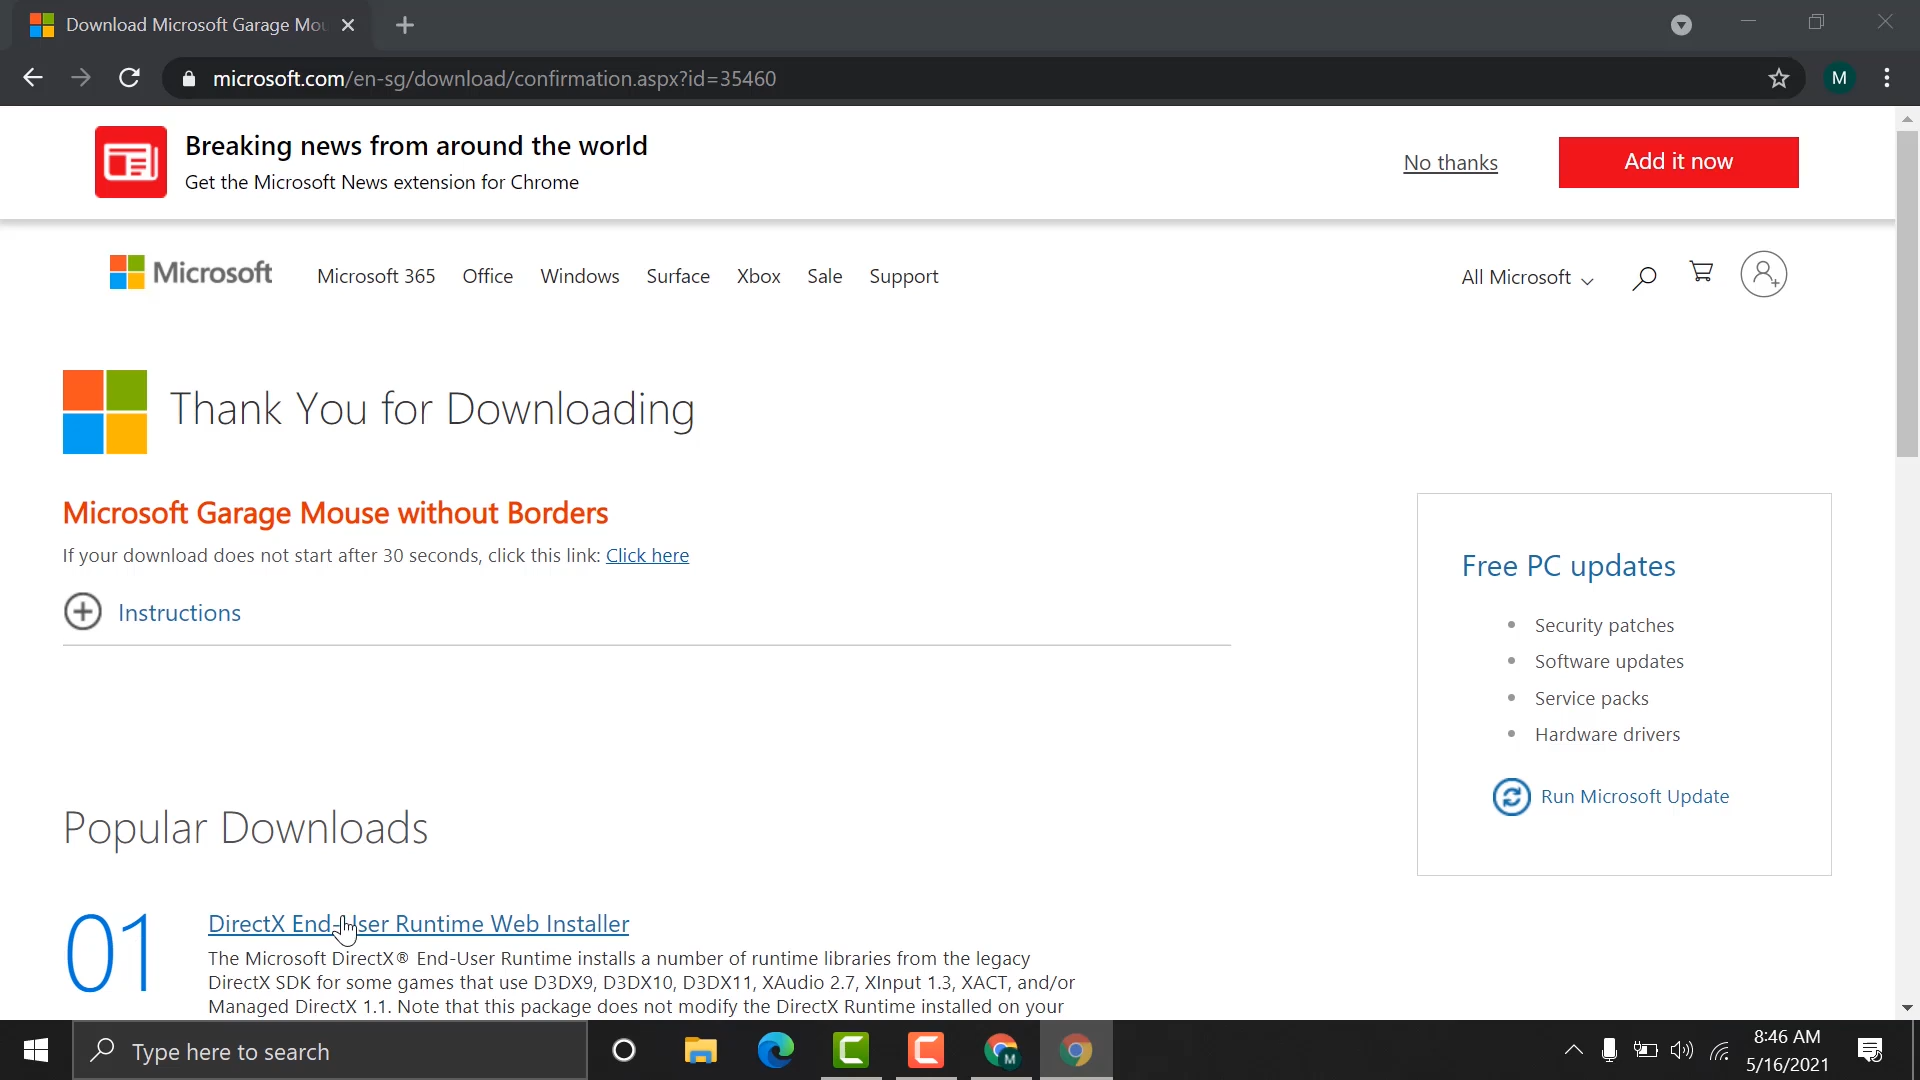 Download Microsoft Garage Mou
microsoft.com/en-sg/download/confirmation.aspx?id=35460
M
Breaking news from around the world
Get the Microsoft News extension for Chrome
No thanks
Add it now
Microsoft
Microsoft 365
Office
Windows
Surface
Xbox
Sale
Support
All Microsoft
Thank You for Downloading
Microsoft Garage Mouse without Borders
If your download does not start after 30 seconds, click this link: Click here
Instructions
Free PC updates
Security patches
Software updates
Service packs
Hardware drivers
Run Microsoft Update
Popular Downloads
01
DirectX End-User Runtime Web Installer
The Microsoft DirectX® End-User Runtime installs a number of runtime libraries from the legacy
DirectX SDK for some games that use D3DX9, D3DX10, D3DX11, XAudio 2.7, XInput 1.3, XACT, and/or
Managed DirectX 1.1. Note that this package does not modify the DirectX Runtime installed on your
Type here to search
M
8:46 AM
5/16/2021